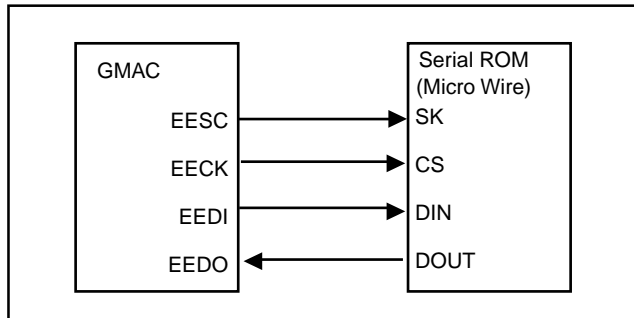 GMAC
Serial ROM
(Micro Wire)
EESC
SK
EECK
CS
EEDI
DIN
EEDO
DOUT